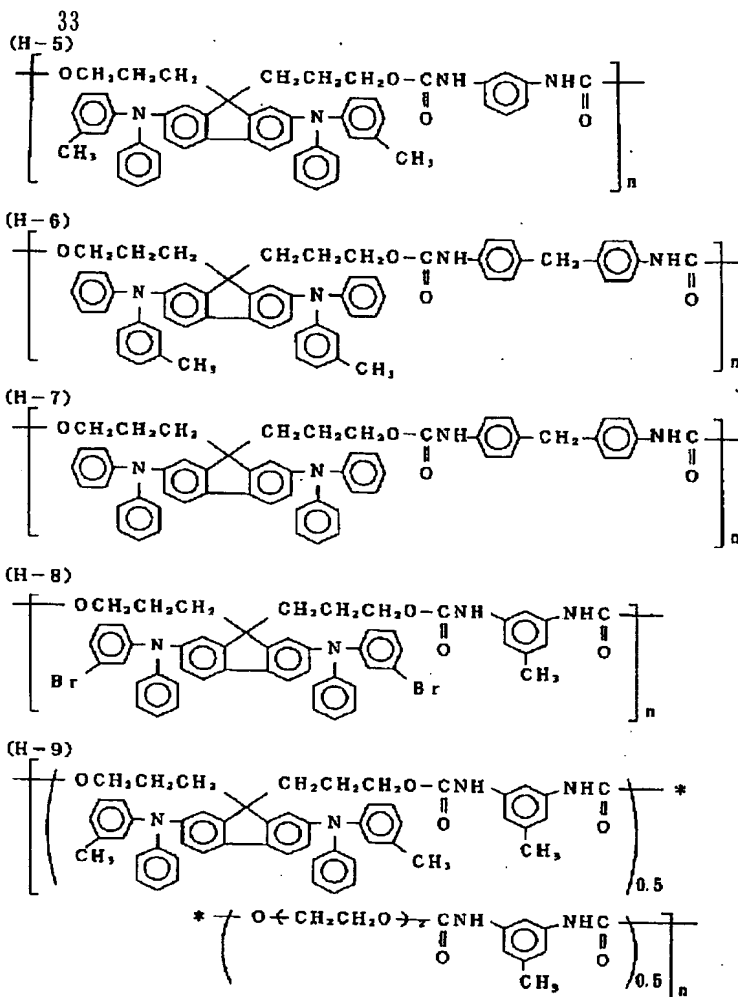 33
(H-5)
OCH₂CH₂CH₂ CH₂CH₂CH₂O-CNH NHC
N N O O
CH₃ CH₃
n
(H-6)
OCH₂CH₂CH₂ CH₂CH₂CH₂O-CNH CH₂ NHC
N N O O
CH₃ CH₃
n
(H-7)
OCH₂CH₂CH₂ CH₂CH₂CH₂O-CNH CH₂ NHC
N N O O
n
(H-8)
OCH₂CH₂CH₂ CH₂CH₂CH₂O-CNH NHC
N N O O
Br Br CH₃
n
(H-9)
OCH₂CH₂CH₂ CH₂CH₂CH₂O-CNH NHC *
N N O O
CH₃ CH₃ CH₃
0.5
* O(CH₂CH₂O)₂ CNH NHC
O O
CH₃ 0.5 n